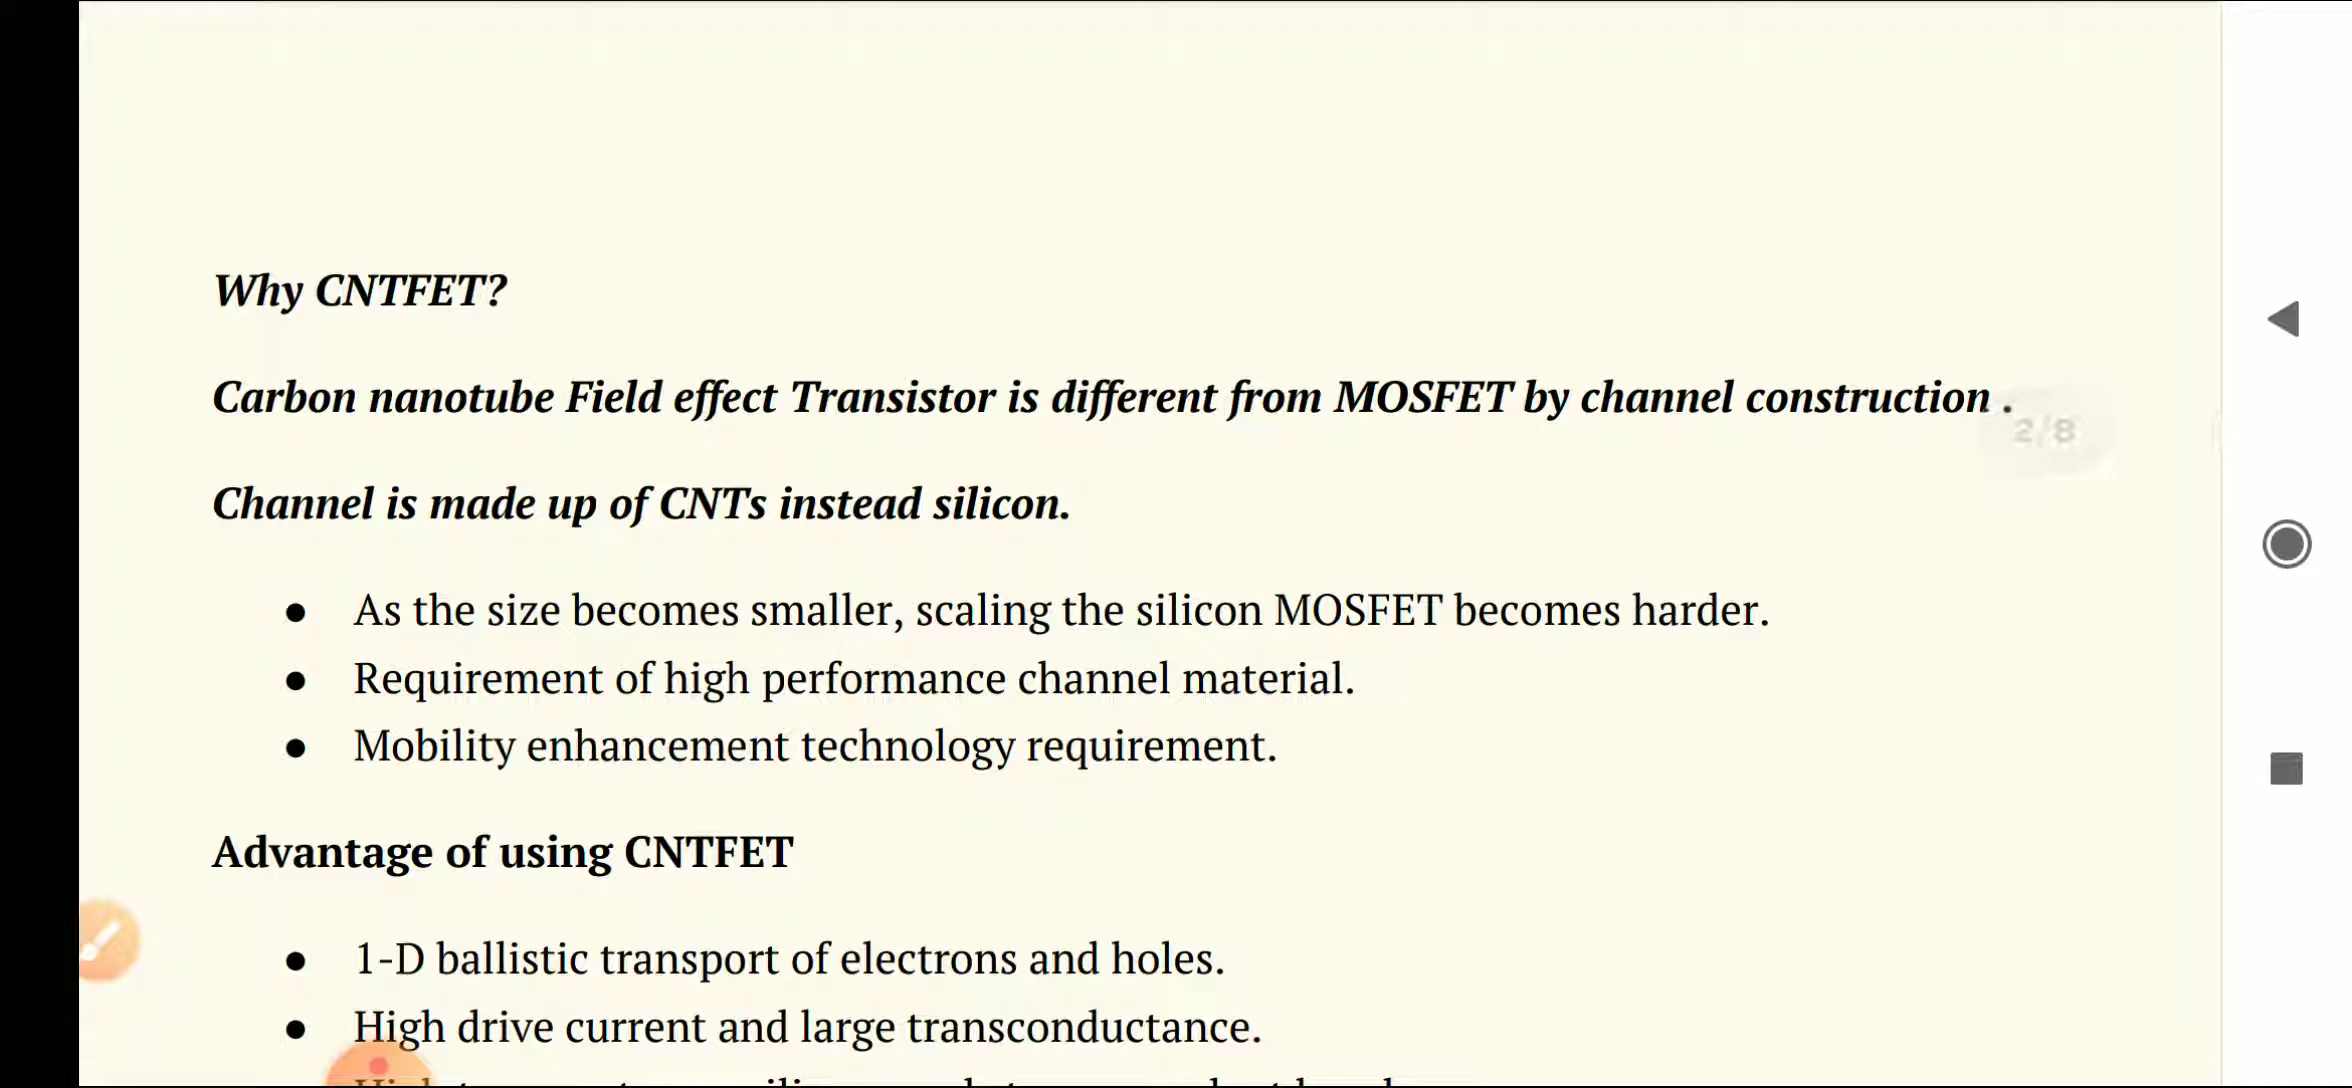 Why CNTFET?
Carbon nanotube Field effect Transistor is different from MOSFET by channel construction .
2/8
Channel is made up of CNTs instead silicon.
● As the size becomes smaller, scaling the silicon MOSFET becomes harder.
● Requirement of high performance channel material.
● Mobility enhancement technology requirement.
Advantage of using CNTFET
● 1-D ballistic transport of electrons and holes.
● High drive current and large transconductance.